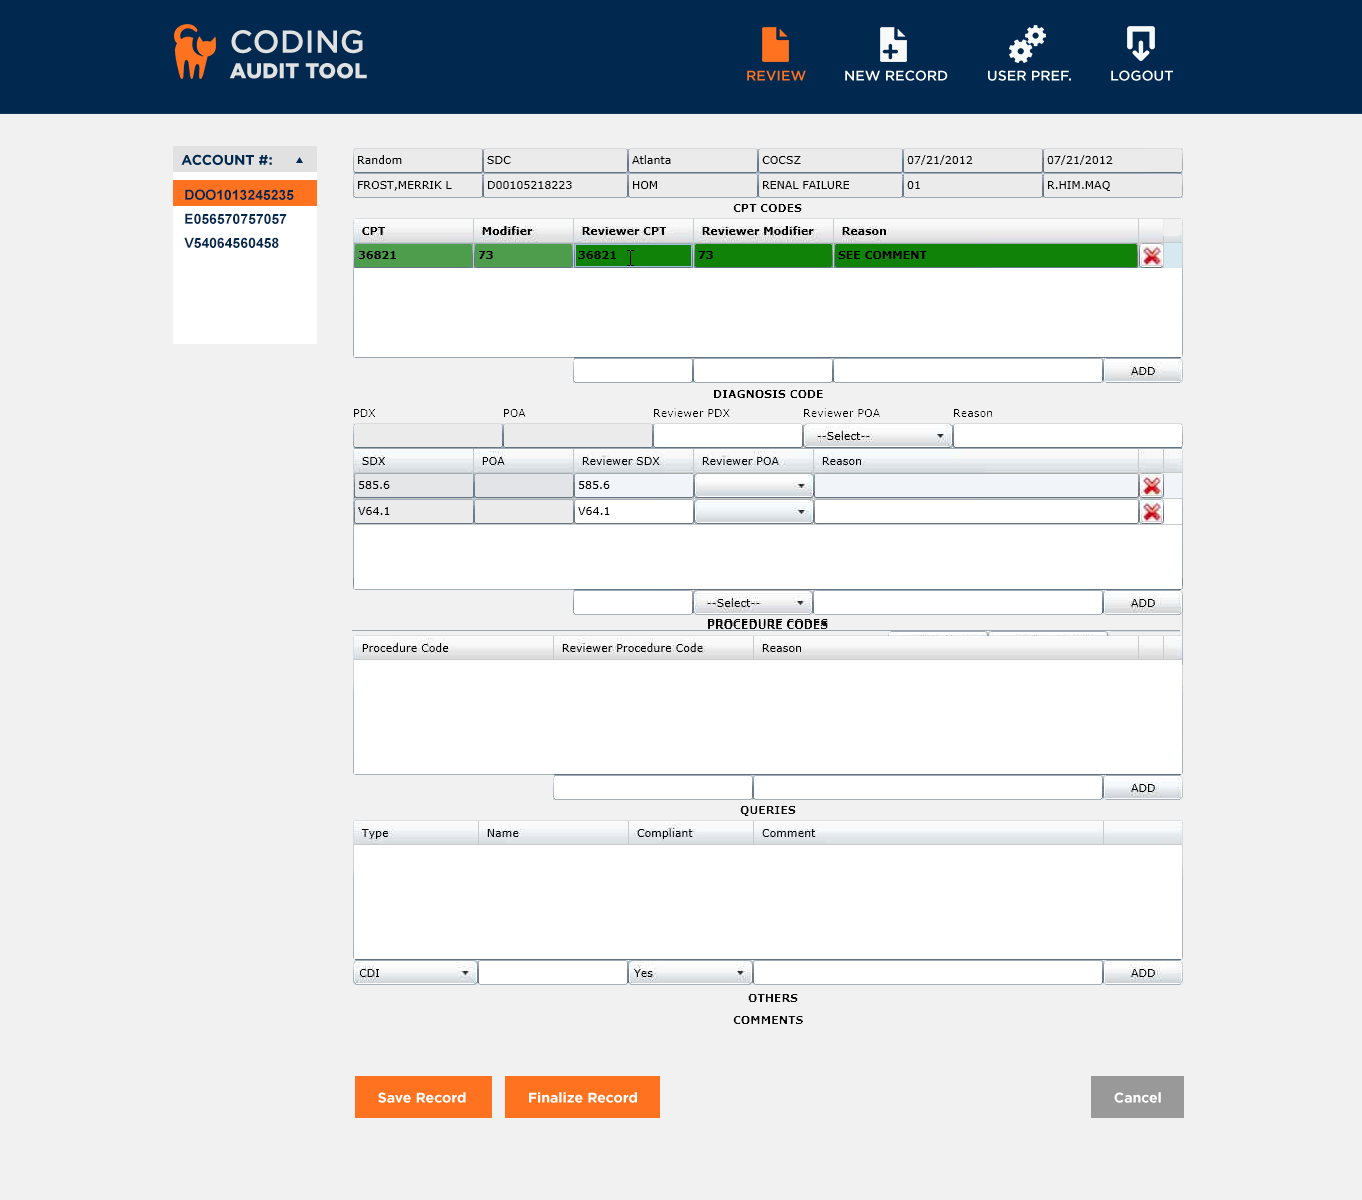 CODING
AUDIT TOOL
REVIEW NEW RECORD USER PREF. LOGOUT
ACCOUNT #: ▲
DOO1013245235
E056570757057
V54064560458
Random SDC Atlanta COCSZ 07/21/2012 07/21/2012
FROST,MERRIK L D00105218223 HOM RENAL FAILURE 01 R.HIM.MAQ
CPT CODES
CPT Modifier Reviewer CPT Reviewer Modifier Reason
36821 73 36821 73 SEE COMMENT
ADD
DIAGNOSIS CODE
PDX POA Reviewer PDX Reviewer POA Reason
--Select--
SDX POA Reviewer SDX Reviewer POA Reason
585.6 585.6
V64.1 V64.1
--Select-- ADD
PROCEDURE CODES
Procedure Code Reviewer Procedure Code Reason
ADD
QUERIES
Type Name Compliant Comment
CDI Yes ADD
OTHERS
COMMENTS
Save Record Finalize Record Cancel